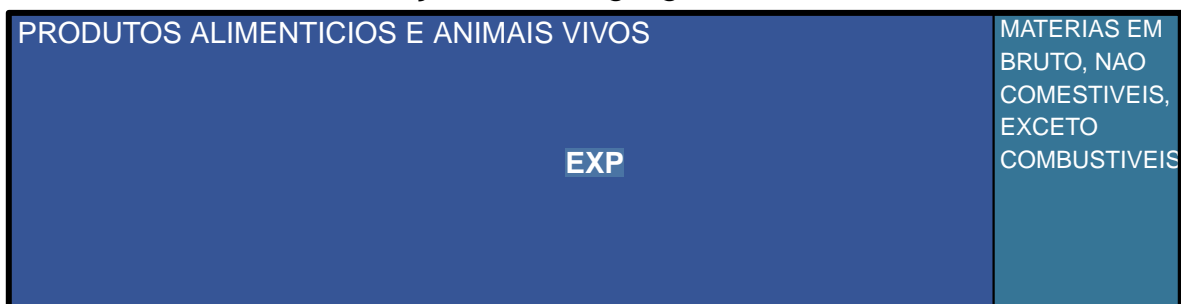 PRODUTOS ALIMENTICIOS E ANIMAIS VIVOS
MATERIAS EM
BRUTO, NAO
COMESTIVEIS,
EXCETO
COMBUSTIVEIS
EXP